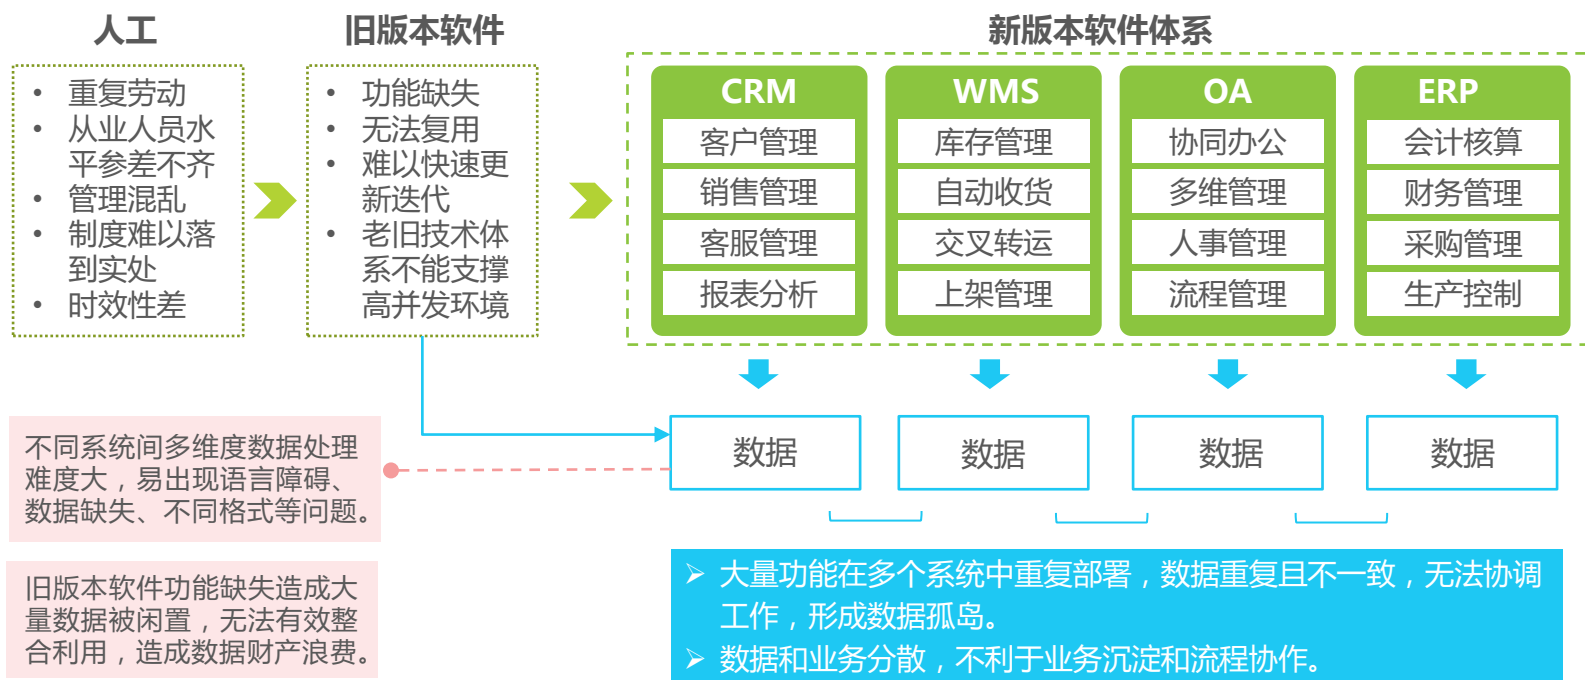 人工
• 重复劳动
• 从业人员水
平参差不齐
• 管理混乱
• 制度难以落
到实处
• 时效性差
旧版本软件
• 功能缺失
• 无法复用
• 难以快速更
新迭代
• 老旧技术体
系不能支撑
高并发环境
新版本软件体系
CRM
客户管理
销售管理
客服管理
报表分析
WMS
库存管理
自动收货
交叉转运
上架管理
OA
协同办公
多维管理
人事管理
流程管理
ERP
会计核算
财务管理
采购管理
生产控制
数据
数据
数据
数据
不同系统间多维度数据处理
难度大，易出现语言障碍、
数据缺失、不同格式等问题。
旧版本软件功能缺失造成大
量数据被闲置，无法有效整
合利用，造成数据财产浪费。
➢ 大量功能在多个系统中重复部署，数据重复且不一致，无法协调
工作，形成数据孤岛。
➢ 数据和业务分散，不利于业务沉淀和流程协作。